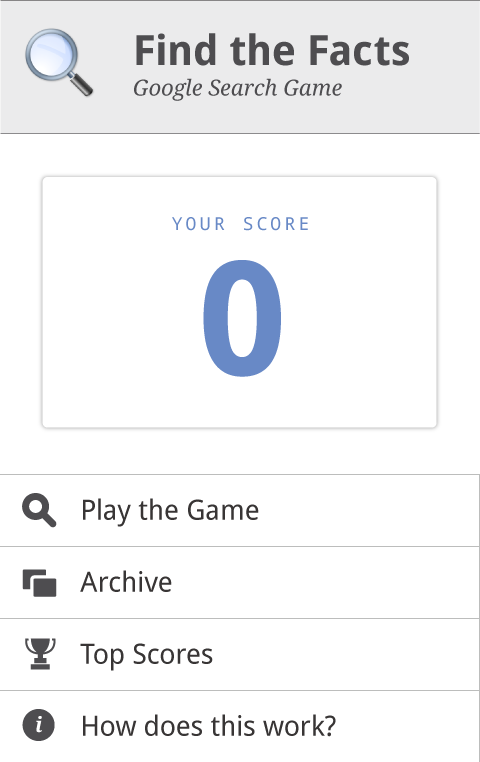 Find the Facts
Google Search Game
YOUR SCORE
0
Play the Game
Archive
Top Scores
How does this work?